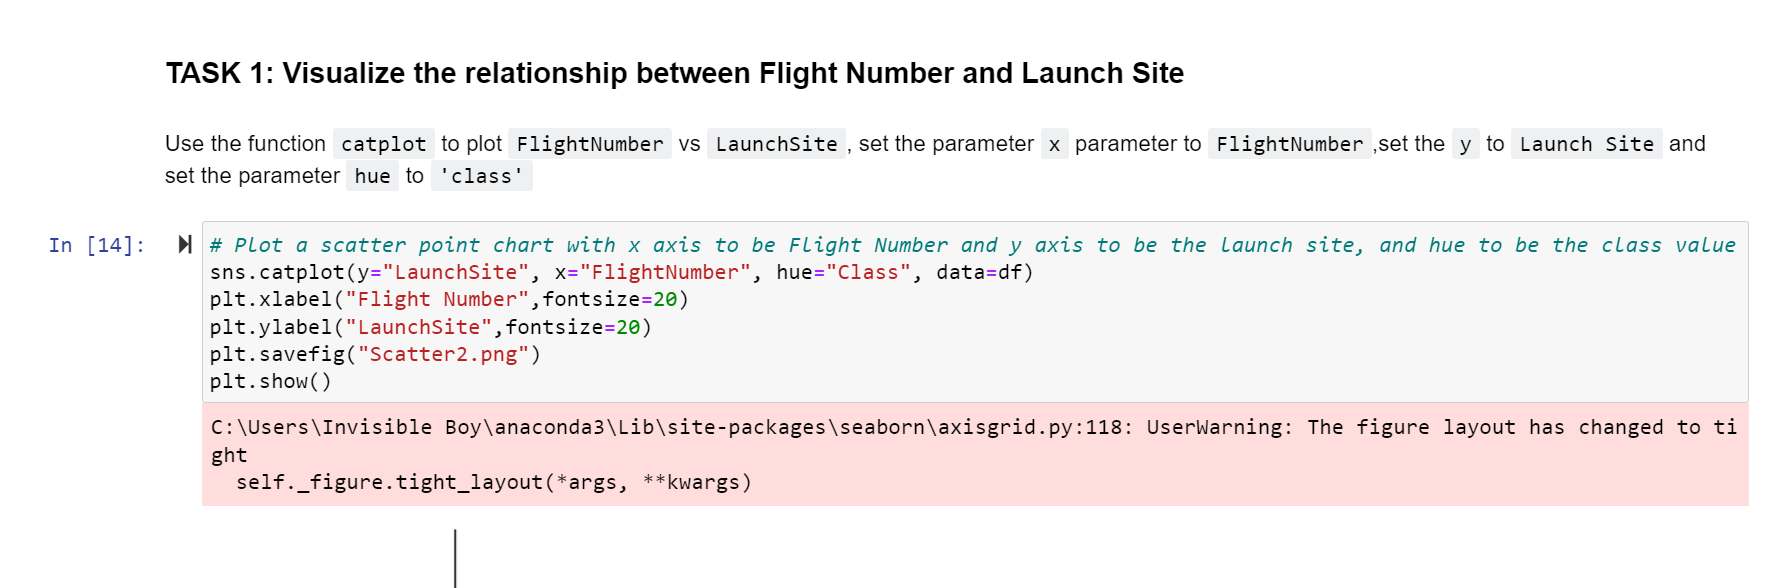 TASK 1: Visualize the relationship between Flight Number and Launch Site
Use the function catplot to plot FlightNumber vs LaunchSite , set the parameter x parameter to FlightNumber ,set the y to Launch Site and
set the parameter hue to 'class'
In [14]:
# Plot a scatter point chart with x axis to be Flight Number and y axis to be the launch site, and hue to be the class value
sns.catplot(y="LaunchSite", x="FlightNumber", hue="Class", data=df)
plt.xlabel("Flight Number",fontsize=20)
plt.ylabel("LaunchSite",fontsize=20)
plt.savefig("Scatter2.png")
plt.show()
C:\Users\Invisible Boy\anaconda3\Lib\site-packages\seaborn\axisgrid.py:118: UserWarning: The figure layout has changed to ti
ght
self._figure.tight_layout(*args, **kwargs)